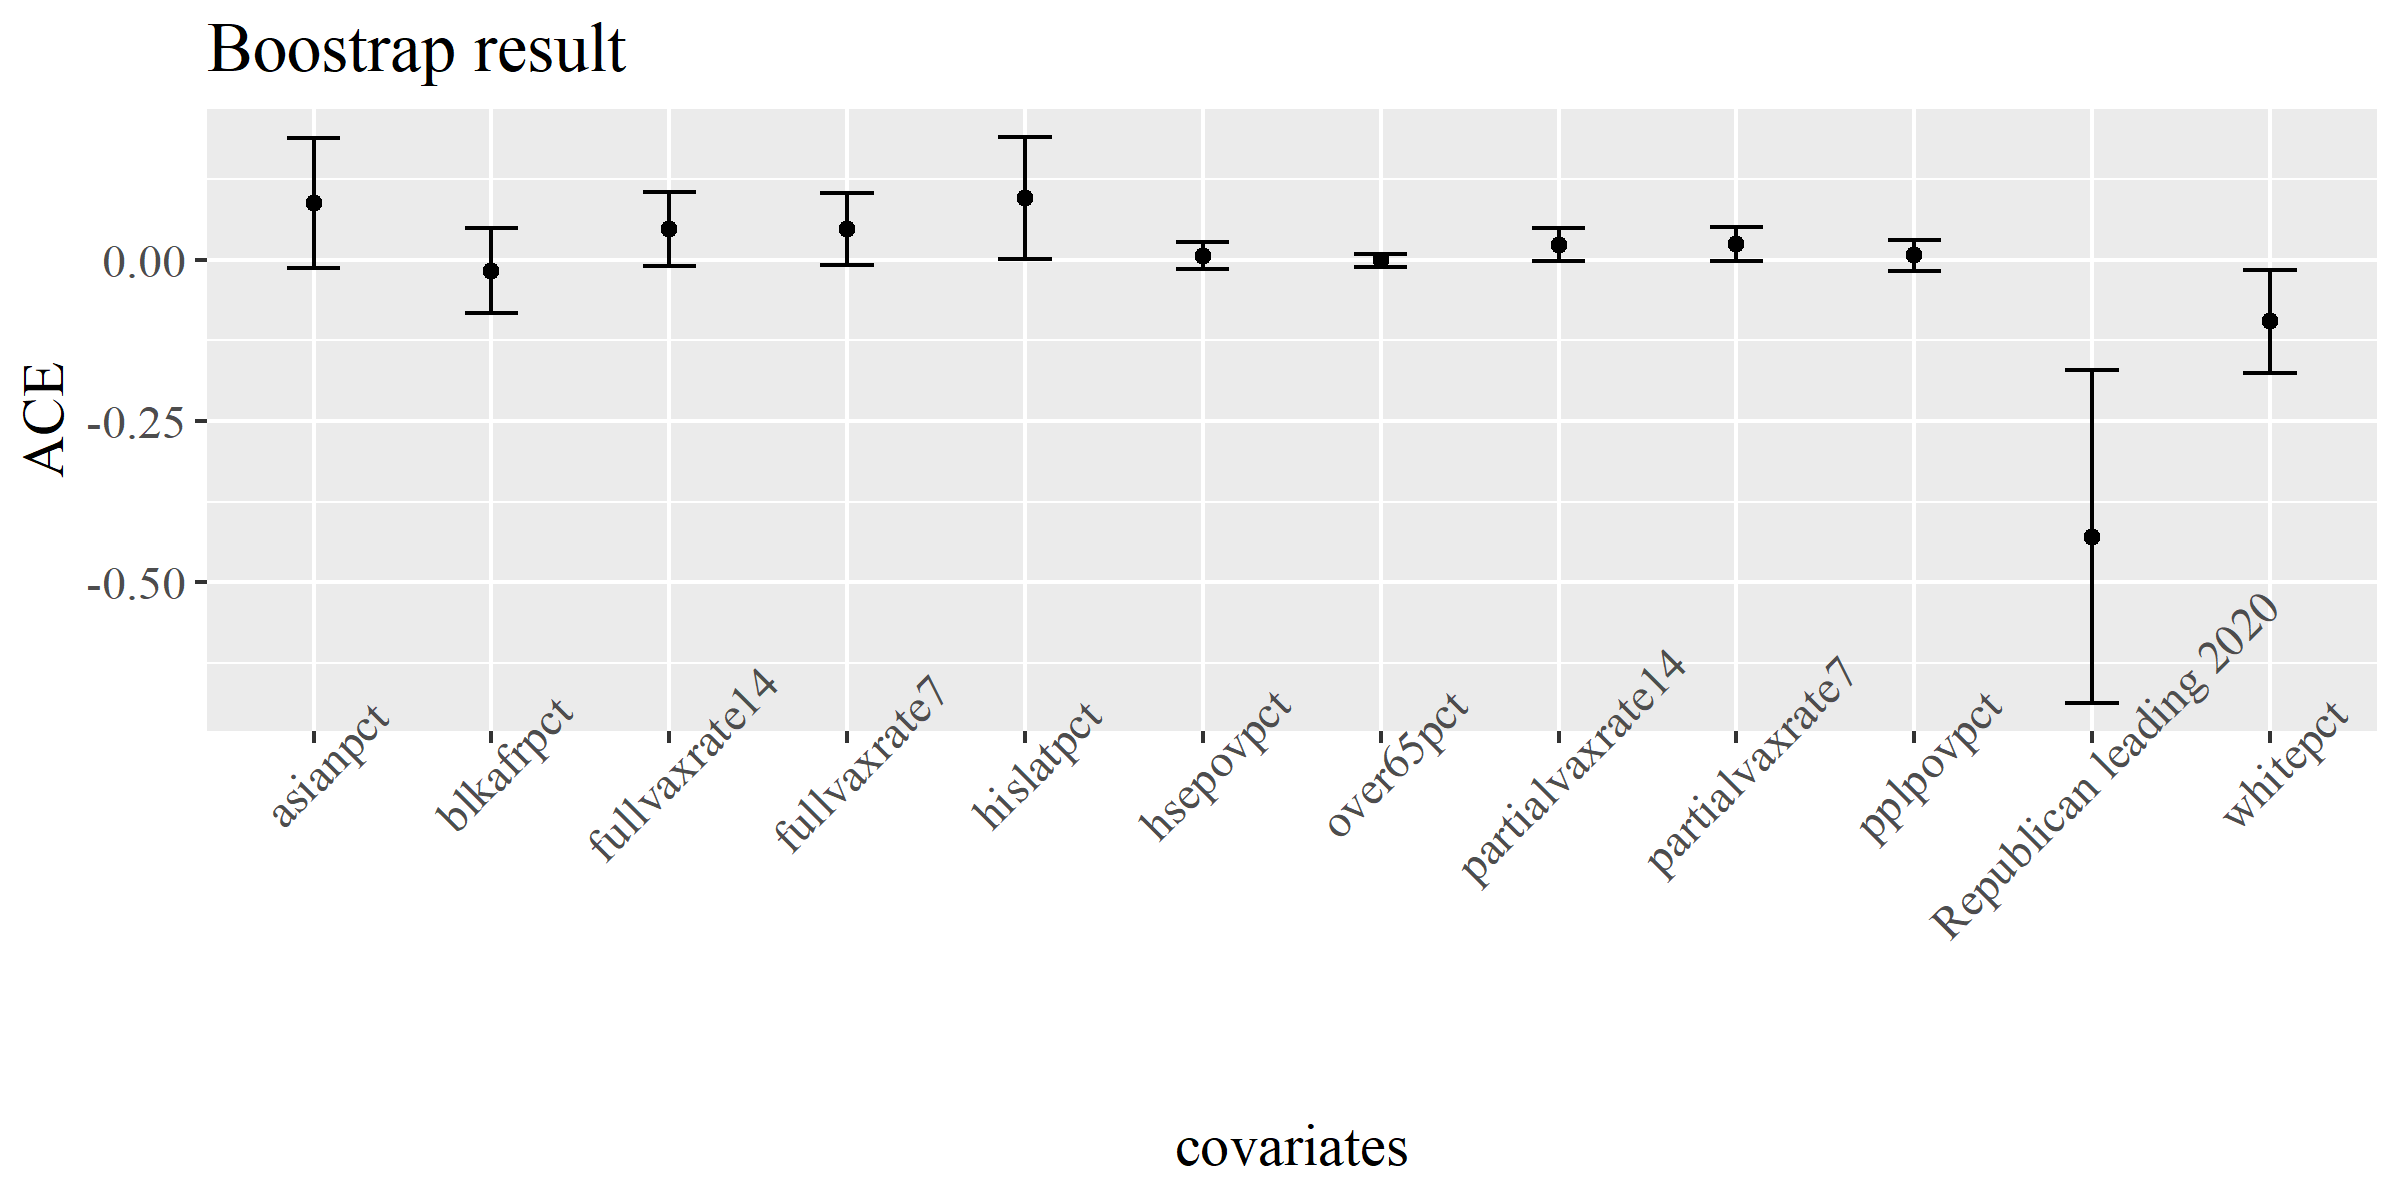 Boostrap result
ACE
0.00
-0.25
-0.50
asianpct
blkafrpct
fullvaxrate14
fullvaxrate7
hislatpct
hsepovpct
over65pct
partialvaxrate14
partialvaxrate7
pplpovpct
Republican leading 2020
whitepct
covariates